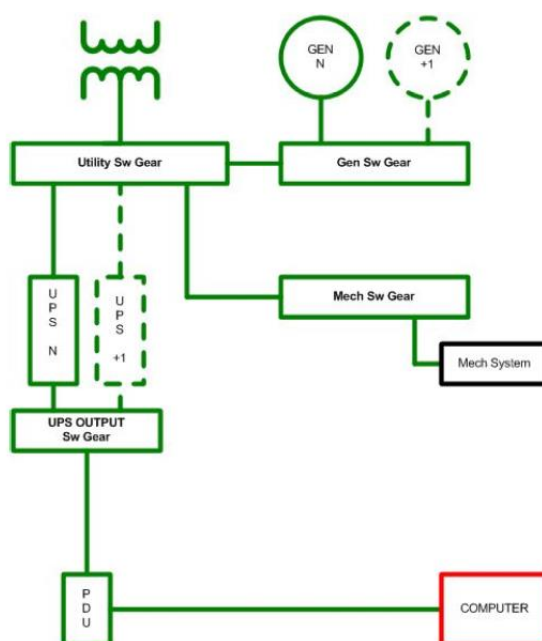 GEN
N
GEN
+1
Utility Sw Gear
Gen Sw Gear
U
P
S
N
U
P
S
+1
Mech Sw Gear
Mech System
UPS OUTPUT
Sw Gear
P
D
U
COMPUTER